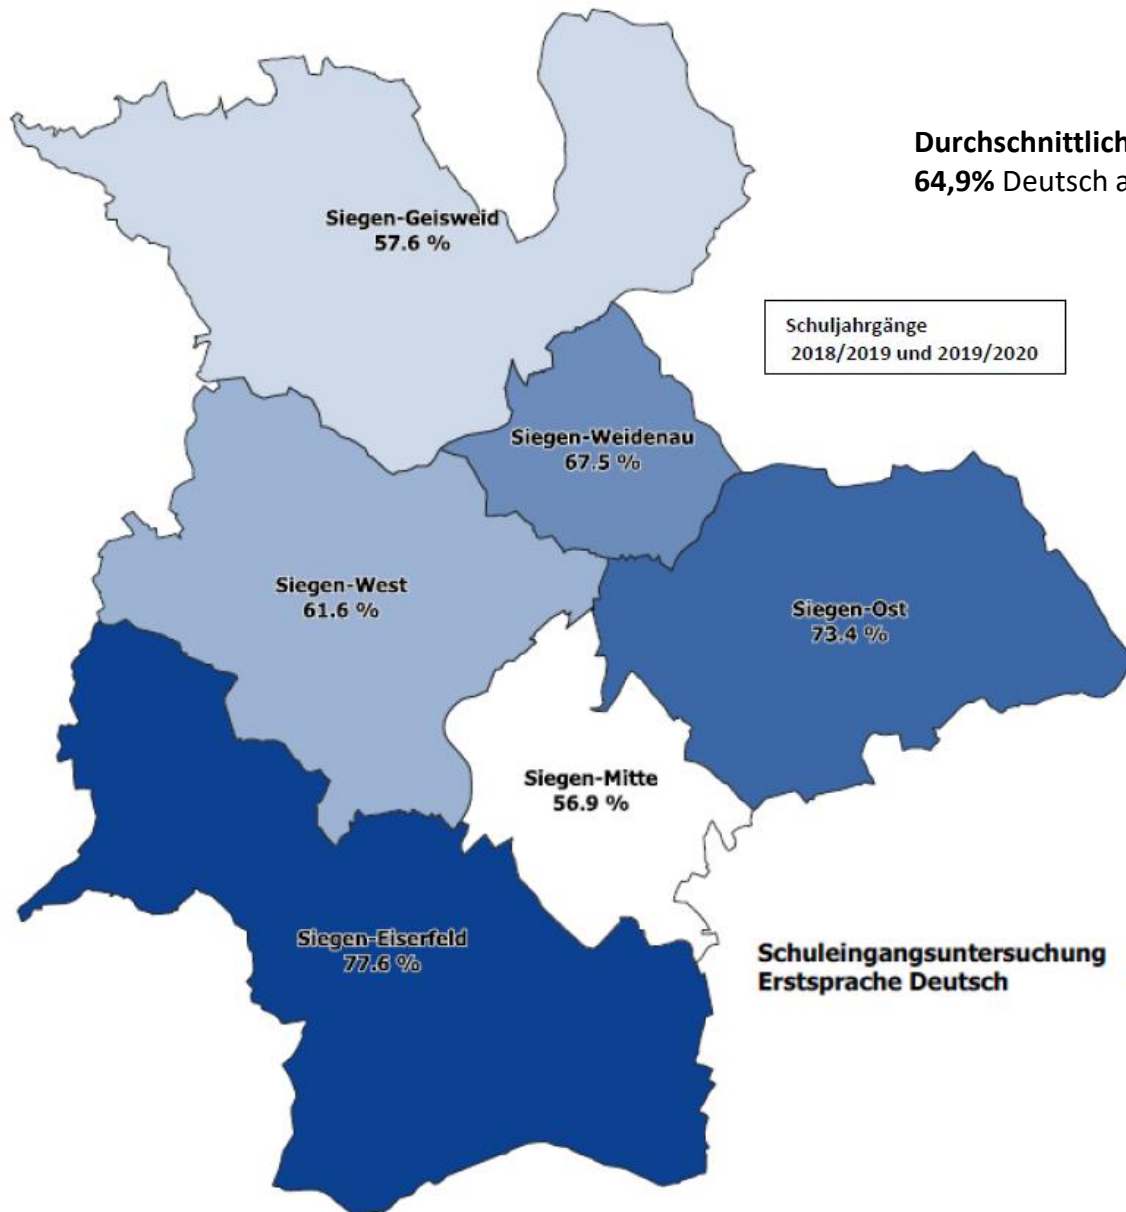 Durchschnittlich
64,9% Deutsch a
Siegen-Geisweid
57.6 %
Schuljahrgänge
2018/2019 und 2019/2020
Siegen-Weidenau
67.5 %
Siegen-West
61.6 %
Siegen-Ost
73.4 %
Siegen-Mitte
56.9 %
Siegen-Eiserfeld
77.6 %
Schuleingangsuntersuchung
Erstsprache Deutsch